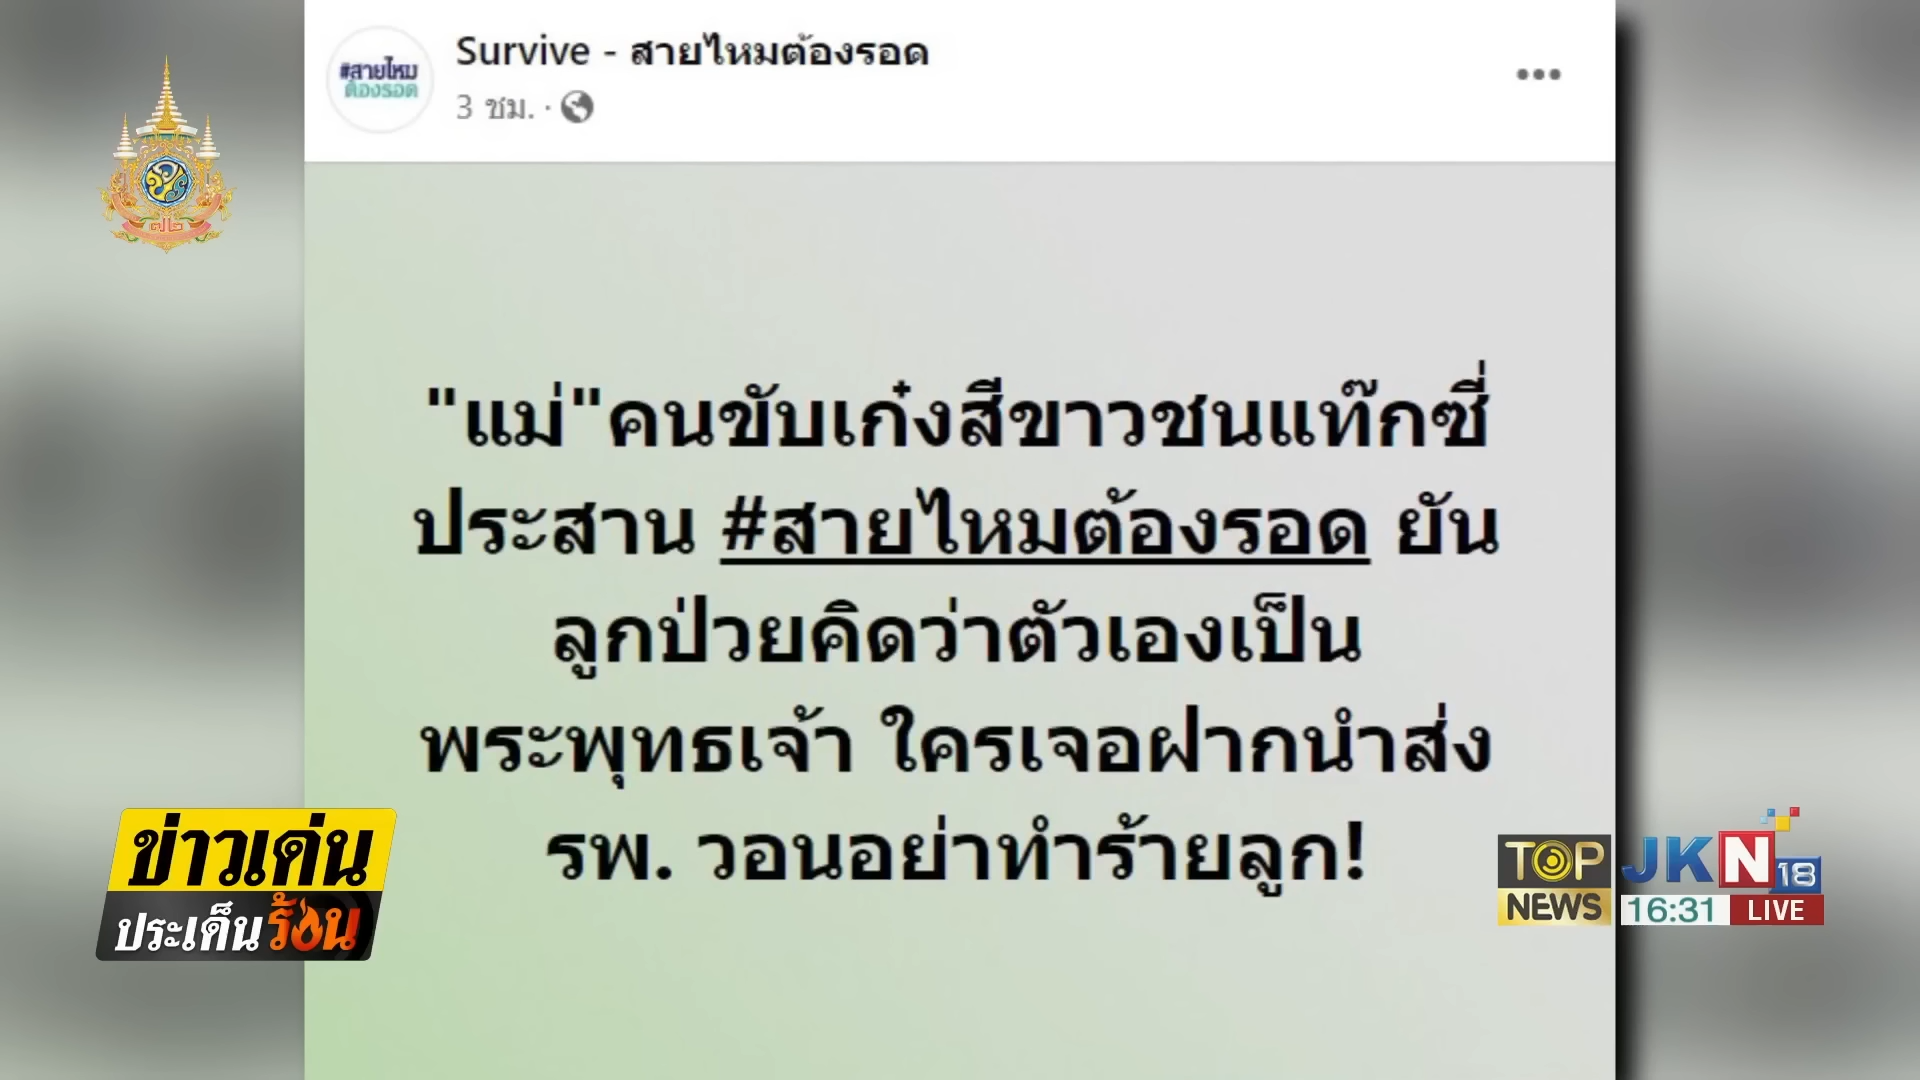 #สายไหม
ต้องรอด
Survive - สายไหมต้องรอด
3 ชม. ·
๗๒
"แม่"คนขับเก๋งสีขาวชนแท๊กซี่
ประสาน #สายไหมต้องรอด ยัน
ลูกป่วยคิดว่าตัวเองเป็น
พระพุทธเจ้า ใครเจอฝากนำส่ง
รพ. วอนอย่าทำร้ายลูก!
ข่าวเด่น
ประเด็นร้อน
TOP
NEWS
JKN18
16:31 LIVE